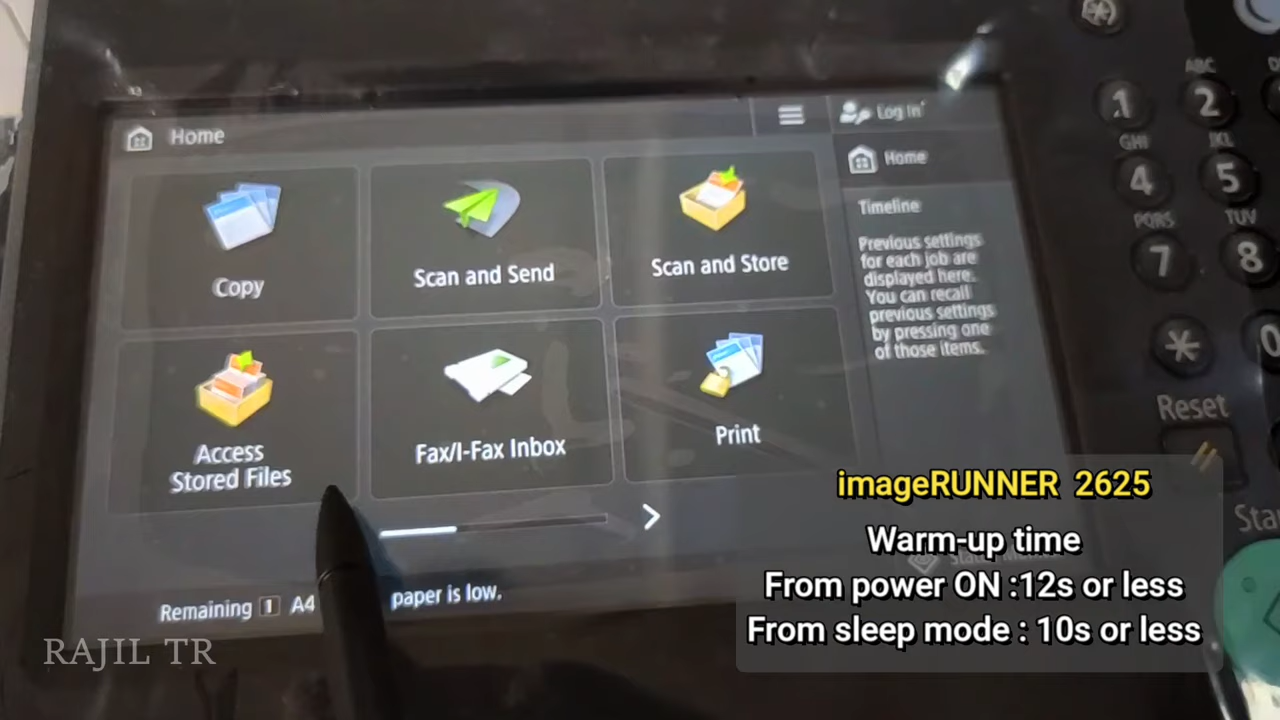 Home
Log In
Home
Copy
Scan and Send
Scan and Store
Timeline
Previous settings
for each job are
displayed here.
You can recall
previous settings
by pressing one
of those items.
Access
Stored Files
Fax/I-Fax Inbox
Print
Remaining 1 A4 paper is low.
ABC
1
2
GHI
JKL
4
5
PQRS
TUV
7
8
*
0
Reset
imageRUNNER 2625
Warm-up time
From power ON :12s or less
From sleep mode : 10s or less
RAJIL TR